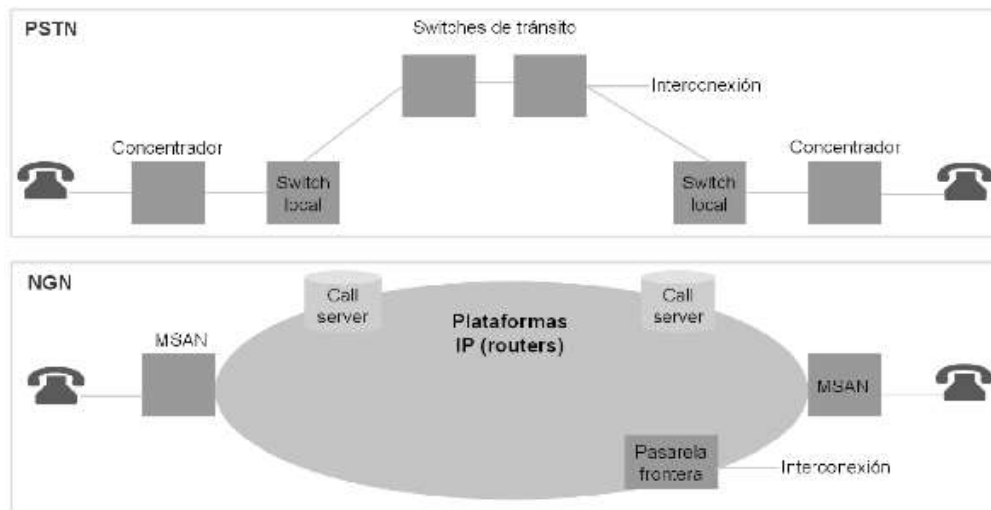 PSTN
Switches de tránsito
Interconexión
Concentrador
Concentrador
Switch
local
Switch
local
NGN
Call
server
Call
server
Plataformas
IP (routers)
MSAN
MSAN
Pasarela
frontera
Interconexión